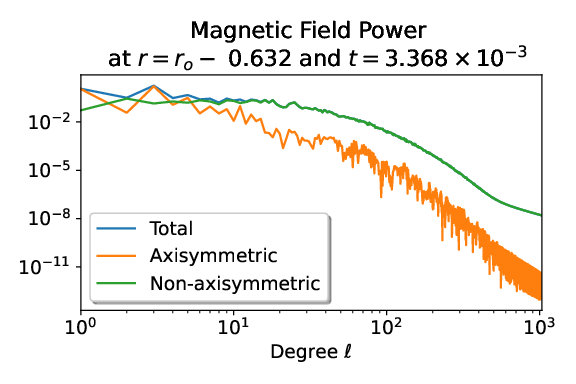 Magnetic Field Power
at $r = r_o -$ 0.632 and $t = 3.368 \times 10^{-3}$
$10^{-2}$
$10^{-5}$
$10^{-8}$
$10^{-11}$
Total
Axisymmetric
Non-axisymmetric
$10^0$ $10^1$ $10^2$ $10^3$
Degree ℓ